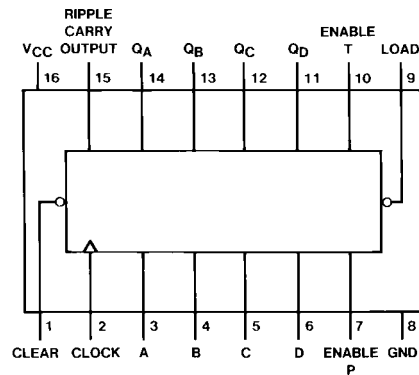 RIPPLE
CARRY
ENABLE
VCC OUTPUT QA QB QC QD T LOAD
16 15 14 13 12 11 10 9
1 2 3 4 5 6 7 8
CLEAR CLOCK A B C D ENABLE GND
P